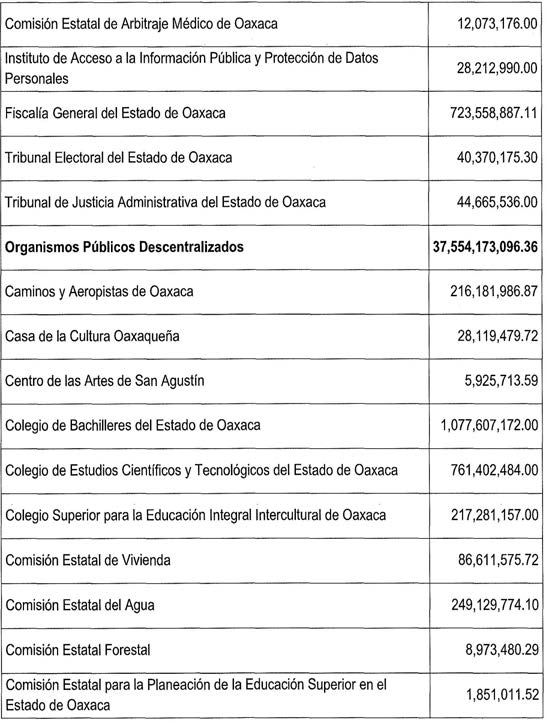 Comisión Estatal de Arbitraje Médico de Oaxaca 12,073,176.00
Instituto de Acceso a la Información Pública y Protección de Datos
Personales 28,212,990.00
Fiscalía General del Estado de Oaxaca 723,558,887.11
Tribunal Electoral del Estado de Oaxaca 40,370,175.30
Tribunal de Justicia Administrativa del Estado de Oaxaca 44,665,536.00
Organismos Públicos Descentralizados 37,554,173,096.36
Caminos y Aeropistas de Oaxaca 216,181,986.87
Casa de la Cultura Oaxaqueña 28,119,479.72
Centro de las Artes de San Agustín 5,925,713.59
Colegio de Bachilleres del Estado de Oaxaca 1,077,607,172.00
Colegio de Estudios Científicos y Tecnológicos del Estado de Oaxaca 761,402,484.00
Colegio Superior para la Educación Integral Intercultural de Oaxaca 217,281,157.00
Comisión Estatal de Vivienda 86,611,575.72
Comisión Estatal del Agua 249,129,774.10
Comisión Estatal Forestal 8,973,480.29
Comisión Estatal para la Planeación de la Educación Superior en el
Estado de Oaxaca 1,851,011.52